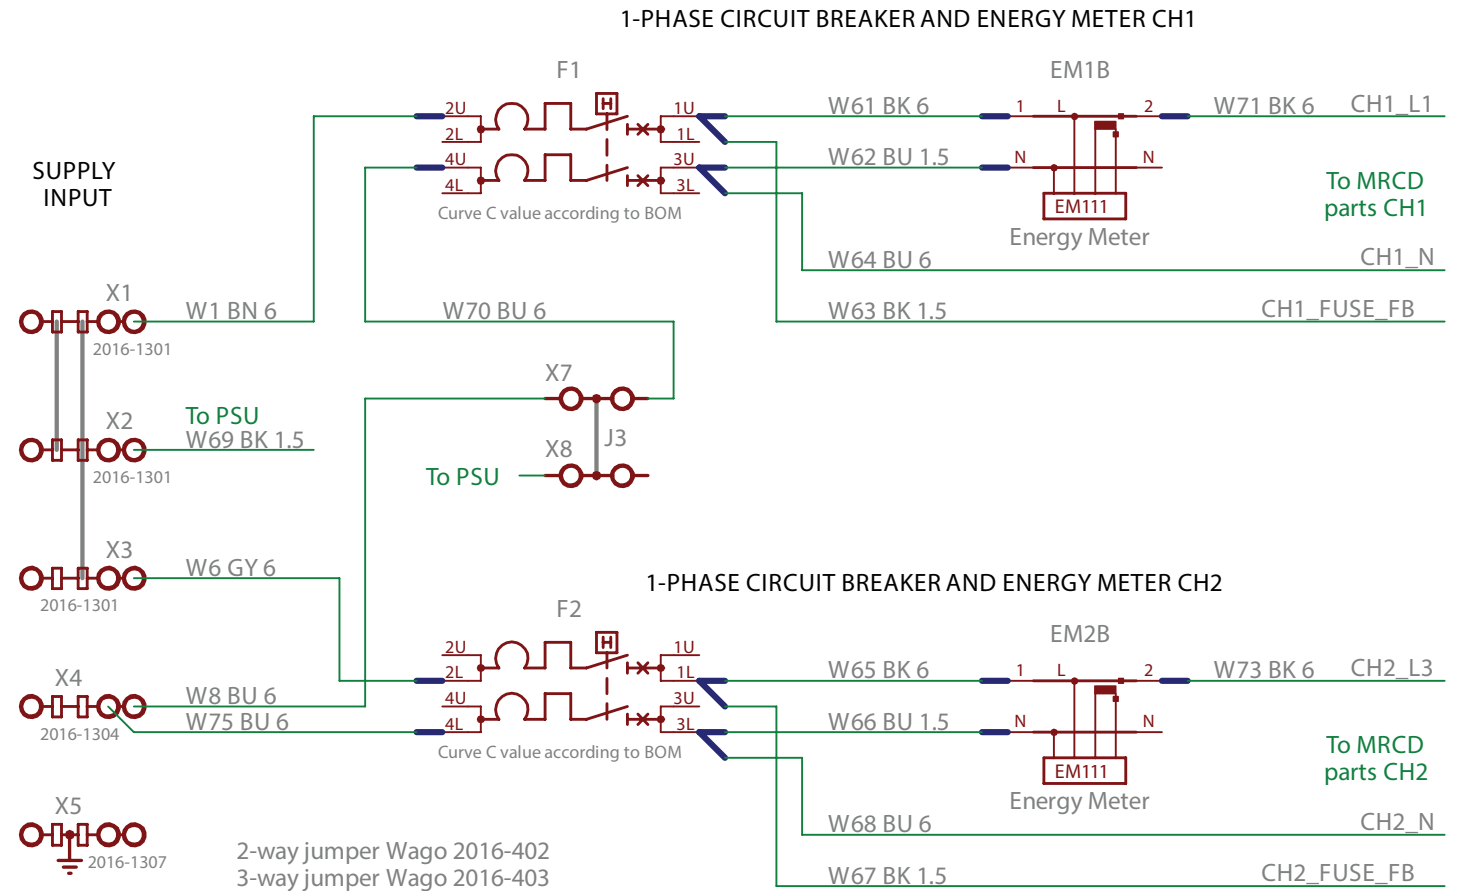 1-PHASE CIRCUIT BREAKER AND ENERGY METER CH1
F1
EM1B
2U
H
1U
W61 BK 6
1
L
2
W71 BK 6
CH1_L1
2L
1L
4U
3U
W62 BU 1.5
N
N
4L
3L
SUPPLY
INPUT
To MRCD
parts CH1
EM111
Curve C value according to BOM
Energy Meter
W64 BU 6
CH1_N
X1
W1 BN 6
W70 BU 6
W63 BK 1.5
CH1_FUSE_FB
2016-1301
X7
X2
To PSU
W69 BK 1.5
J3
X8
2016-1301
To PSU
X3
W6 GY 6
2016-1301
1-PHASE CIRCUIT BREAKER AND ENERGY METER CH2
F2
EM2B
2U
H
1U
2L
1L
W65 BK 6
1
L
2
W73 BK 6
CH2_L3
X4
W8 BU 6
4U
3U
W75 BU 6
4L
3L
W66 BU 1.5
N
N
2016-1304
Curve C value according to BOM
To MRCD
parts CH2
EM111
Energy Meter
X5
W68 BU 6
CH2_N
2016-1307
2-way jumper Wago 2016-402
3-way jumper Wago 2016-403
W67 BK 1.5
CH2_FUSE_FB